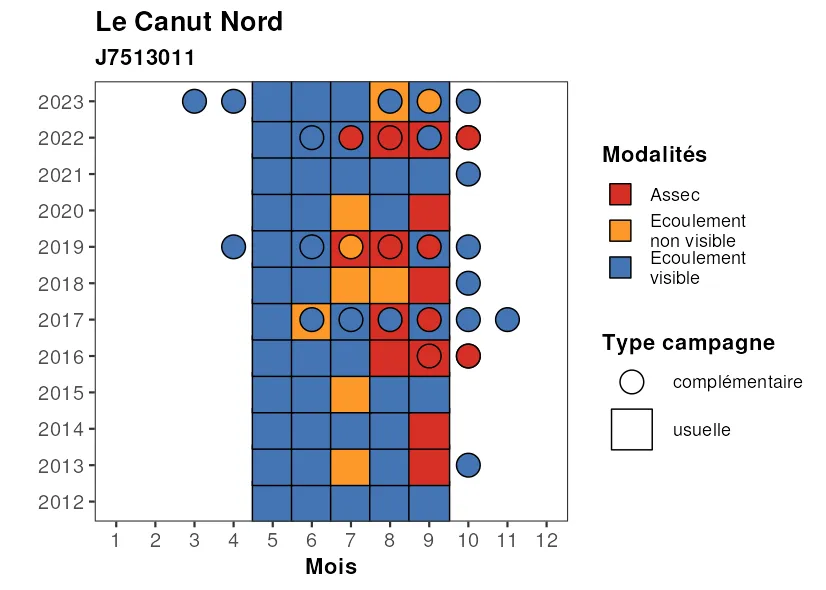 Le Canut Nord
J7513011
2023
2022
2021
2020
2019
2018
2017
2016
2015
2014
2013
2012
1 2 3 4 5 6 7 8 9 10 11 12
Mois
Modalités
Assec
Ecoulement
non visible
Ecoulement
visible
Type campagne
complémentaire
usuelle